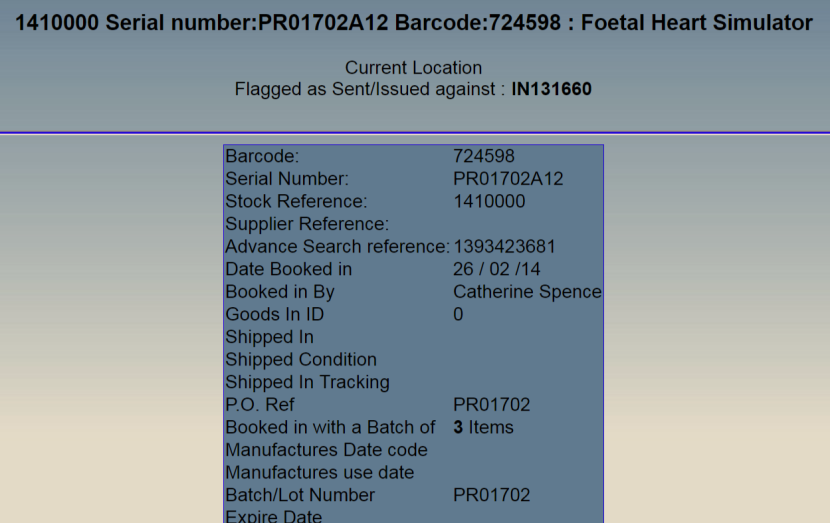 1410000 Serial number:PR01702A12 Barcode:724598 : Foetal Heart Simulator
Current Location
Flagged as Sent/Issued against : IN131660
Barcode: 724598
Serial Number: PR01702A12
Stock Reference: 1410000
Supplier Reference:
Advance Search reference: 1393423681
Date Booked in 26 / 02 /14
Booked in By Catherine Spence
Goods In ID 0
Shipped In
Shipped Condition
Shipped In Tracking
P.O. Ref PR01702
Booked in with a Batch of 3 Items
Manufactures Date code
Manufactures use date
Batch/Lot Number PR01702
Expire Date